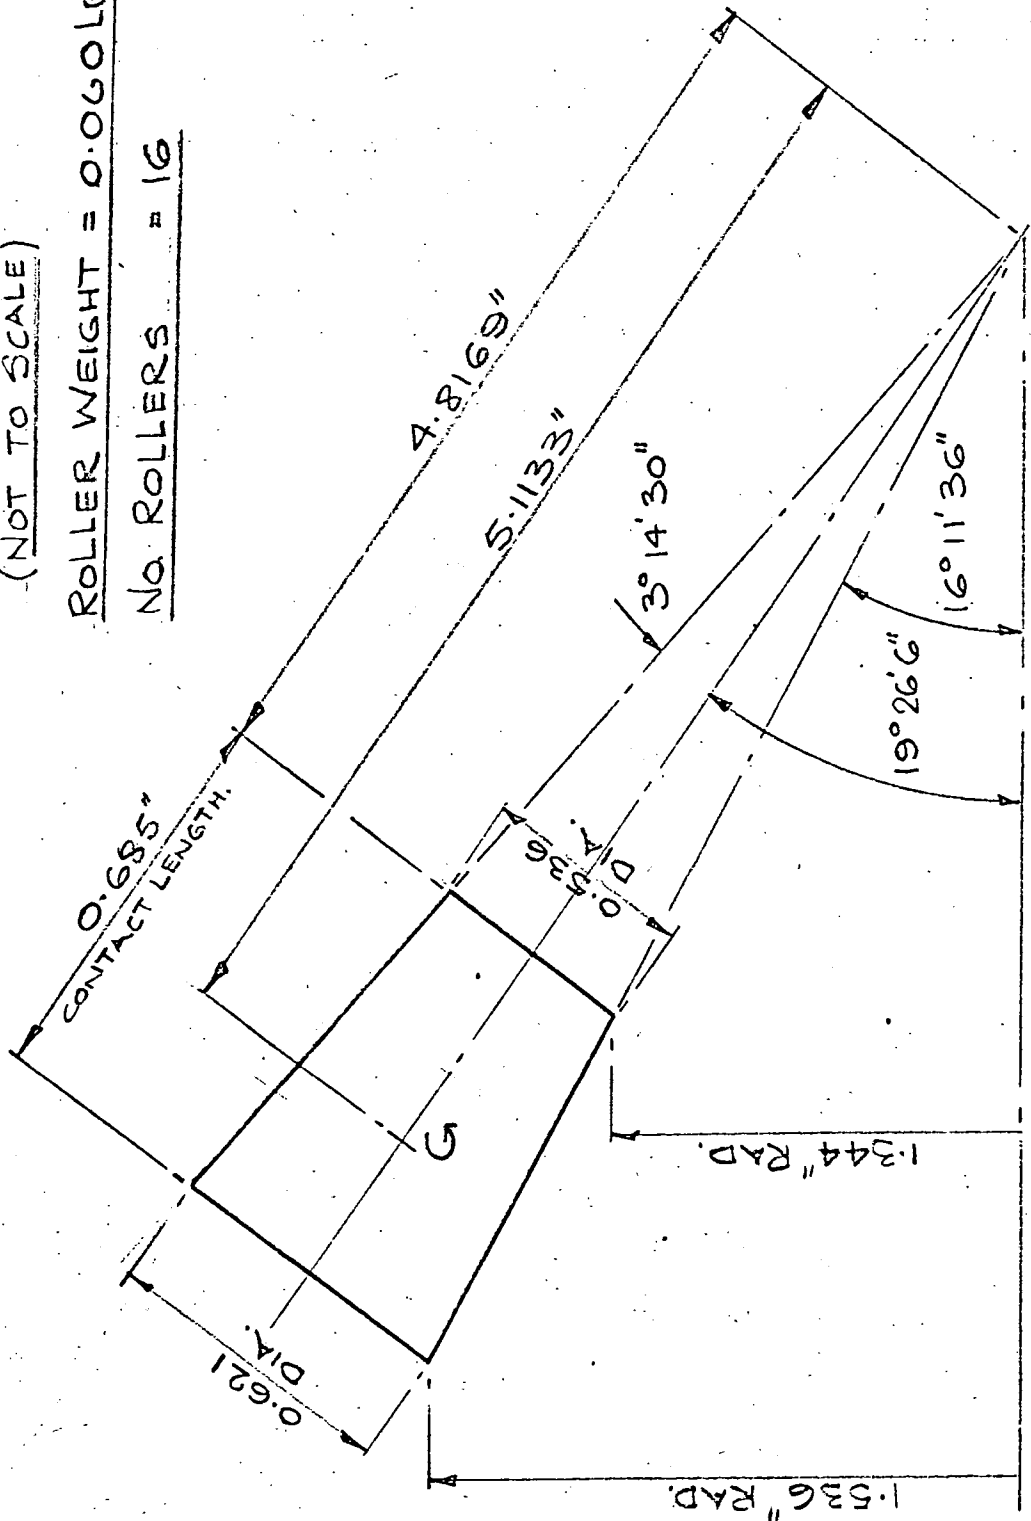 (NOT TO SCALE)
ROLLER WEIGHT = 0.060
No. ROLLERS = 16
4.8169"
5.1133"
0.685"
CONTACT LENGTH.
3° 14' 30"
0.536
DIA.
16° 11' 36"
19° 26' 6"
G
0.621
DIA.
1.344" RAD.
1.536" RAD.